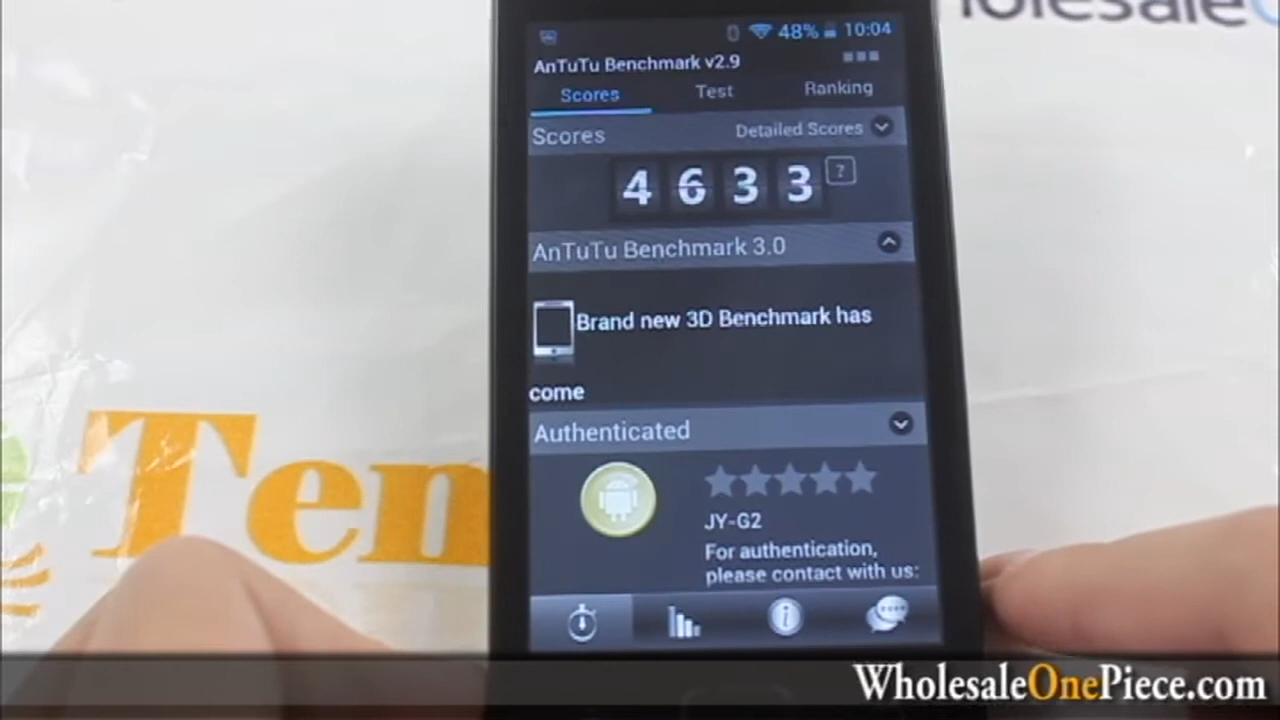 olesale
48% 10:04
AnTuTu Benchmark v2.9
Scores Test Ranking
Scores Detailed Scores
4633 ?
AnTuTu Benchmark 3.0
Brand new 3D Benchmark has
come
Authenticated
Ten
JY-G2
For authentication,
please contact with us:
WholesaleOnePiece.com